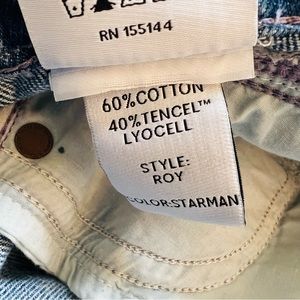 RN 155144
60%COTTON
40%TENCEL™
LYOCELL
STYLE:
ROY
COLOR:STARMAN